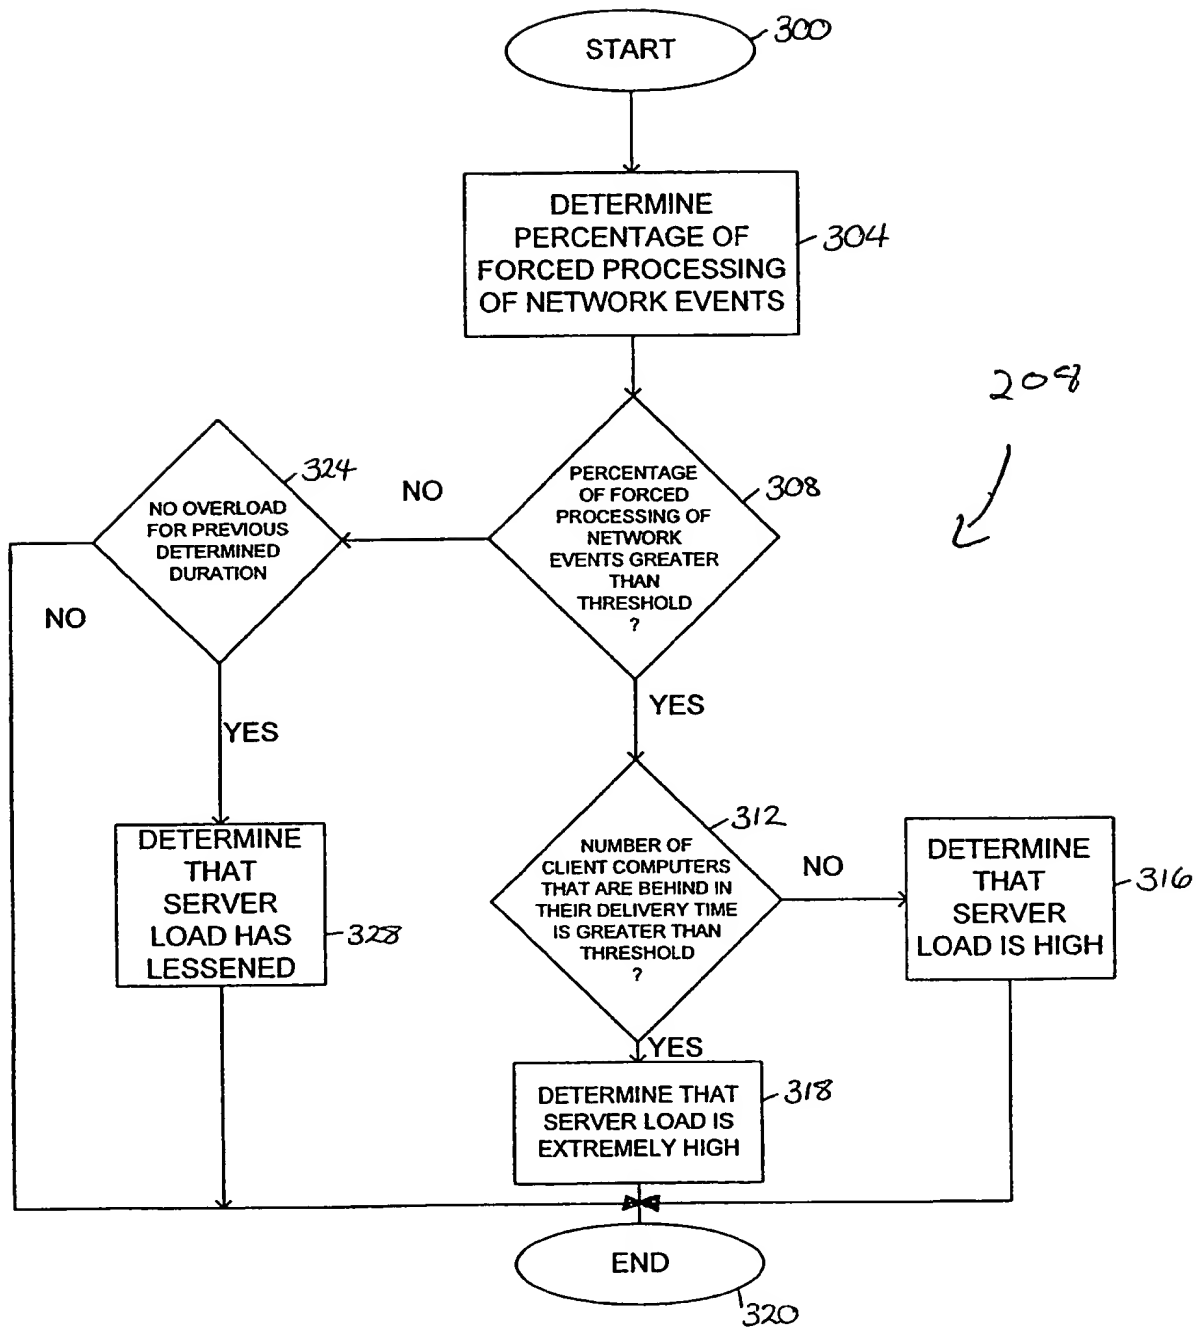 START
300
DETERMINE
PERCENTAGE OF
FORCED PROCESSING
OF NETWORK EVENTS
304
208
324
NO OVERLOAD
FOR PREVIOUS
DETERMINED
DURATION
NO
PERCENTAGE
OF FORCED
PROCESSING OF
NETWORK
EVENTS GREATER
THAN
THRESHOLD
?
308
NO
YES
YES
DETERMINE
THAT
SERVER
LOAD HAS
LESSENED
328
312
NUMBER OF
CLIENT COMPUTERS
THAT ARE BEHIND IN
THEIR DELIVERY TIME
IS GREATER THAN
THRESHOLD
?
NO
DETERMINE
THAT
SERVER
LOAD IS HIGH
316
YES
DETERMINE THAT
SERVER LOAD IS
EXTREMELY HIGH
318
END
320